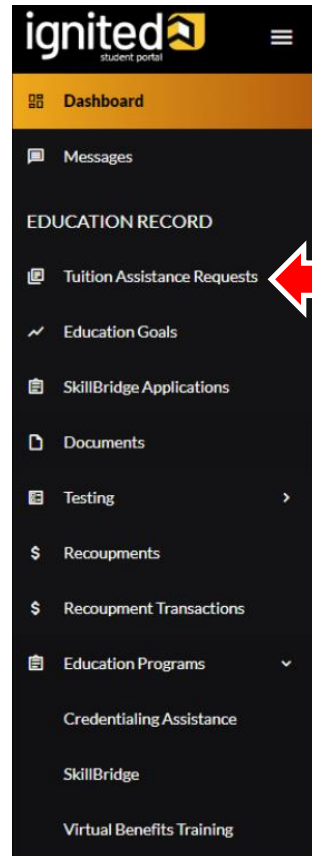 ignited
student portal
Dashboard
Messages
EDUCATION RECORD
Tuition Assistance Requests
Education Goals
SkillBridge Applications
Documents
Testing
$ Recoupments
$ Recoupment Transactions
Education Programs
Credentialing Assistance
SkillBridge
Virtual Benefits Training